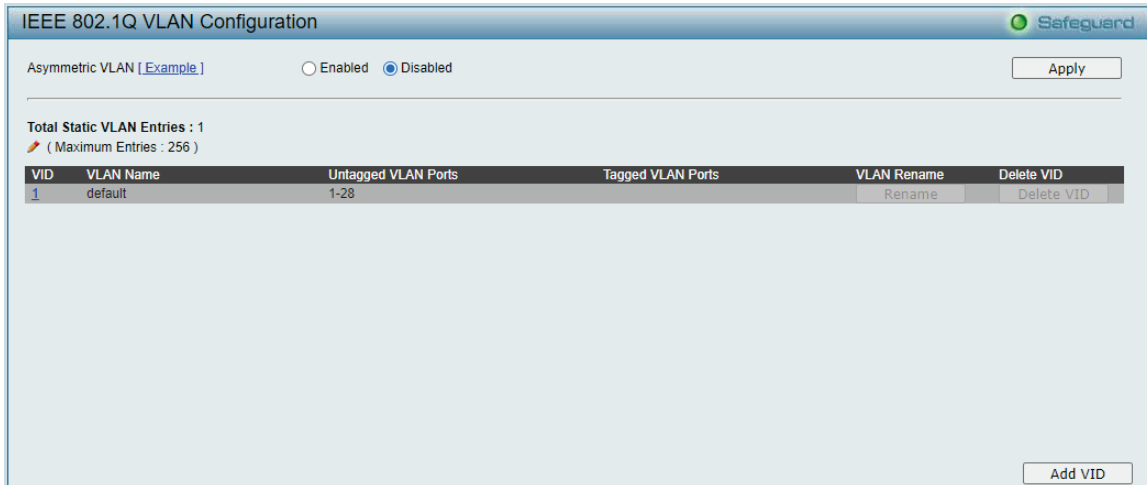 IEEE 802.1Q VLAN Configuration Safeguard
Asymmetric VLAN [ Example ] Enabled Disabled Apply
Total Static VLAN Entries : 1
( Maximum Entries : 256 )
VID VLAN Name Untagged VLAN Ports Tagged VLAN Ports VLAN Rename Delete VID
1 default 1-28 Rename Delete VID
Add VID